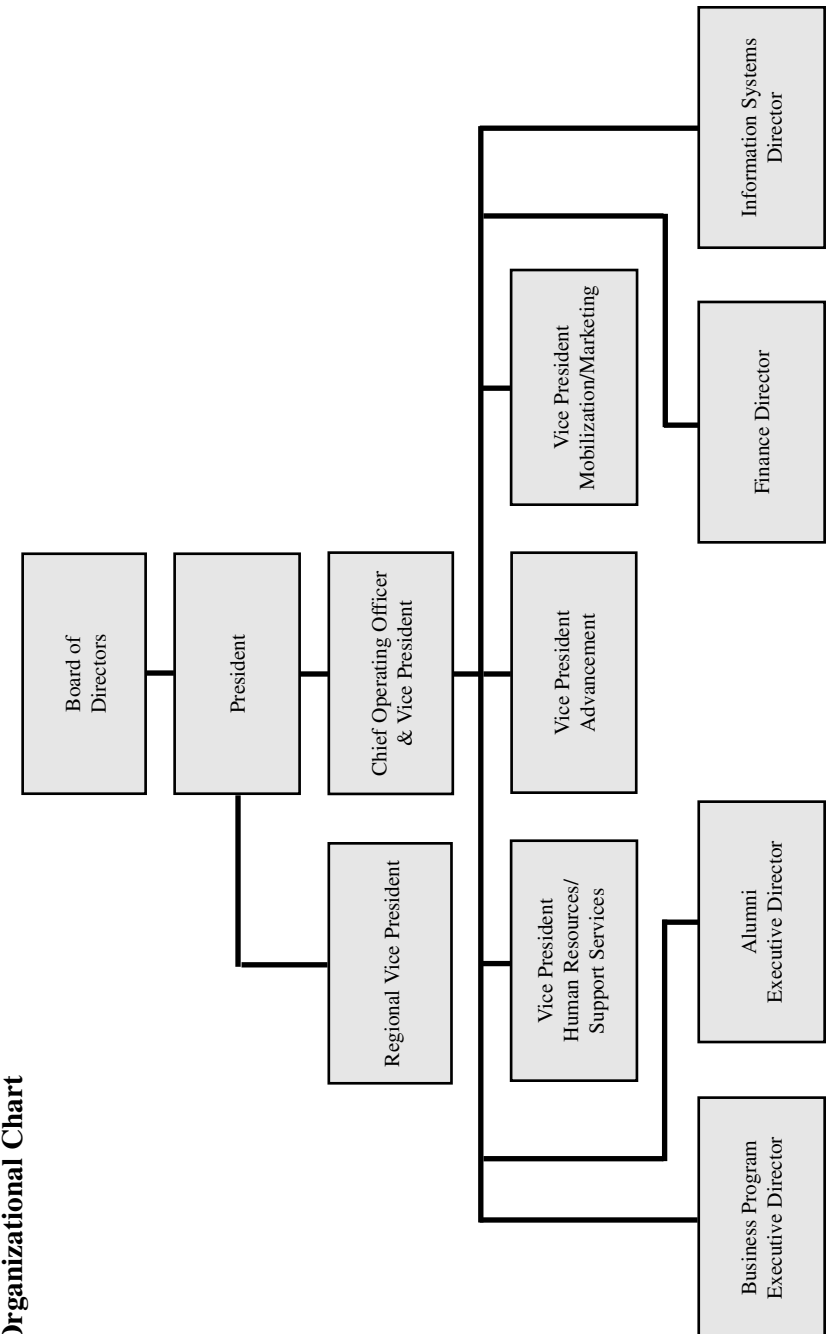 Organizational Chart
Board of
Directors
President
Regional Vice President
Chief Operating Officer
& Vice President
Vice President
Human Resources/
Support Services
Vice President
Advancement
Vice President
Mobilization/Marketing
Business Program
Executive Director
Alumni
Executive Director
Finance Director
Information Systems
Director